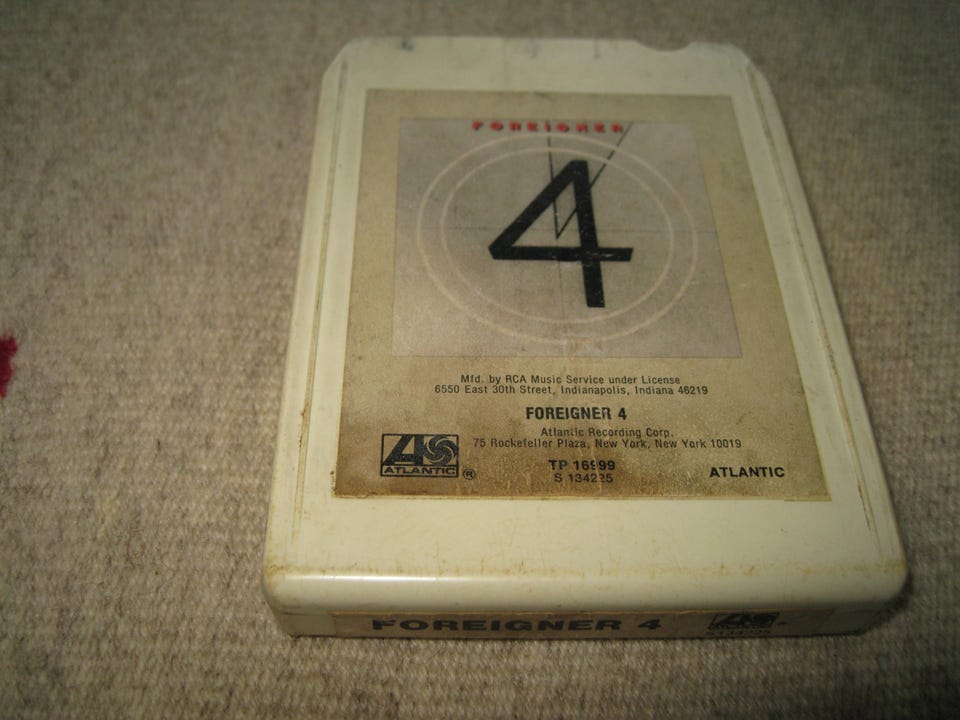 FOREIGNER
4
Mfd. by RCA Music Service under License
6550 East 30th Street, Indianapolis, Indiana 46219
FOREIGNER 4
Atlantic Recording Corp.
75 Rockefeller Plaza, New York, New York 10019
ATLANTIC ®
TP 16999
S 134225
ATLANTIC
FOREIGNER 4
S134225